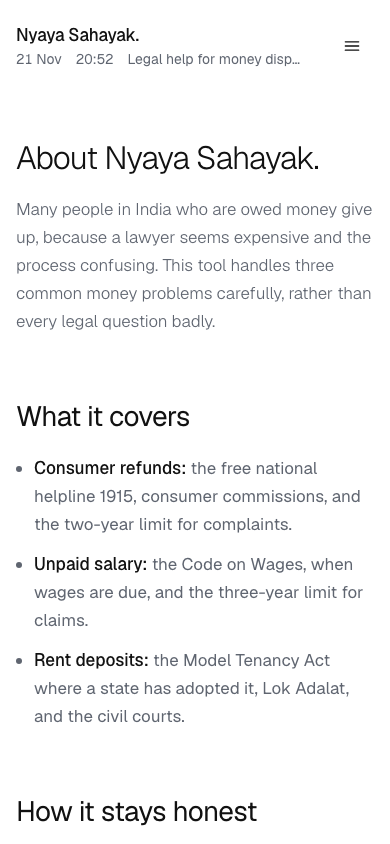 Nyaya Sahayak.
21 Nov 20:52 Legal help for money disp...
About Nyaya Sahayak.
Many people in India who are owed money give
up, because a lawyer seems expensive and the
process confusing. This tool handles three
common money problems carefully, rather than
every legal question badly.
What it covers
Consumer refunds: the free national
helpline 1915, consumer commissions, and
the two-year limit for complaints.
Unpaid salary: the Code on Wages, when
wages are due, and the three-year limit for
claims.
Rent deposits: the Model Tenancy Act
where a state has adopted it, Lok Adalat,
and the civil courts.
How it stays honest